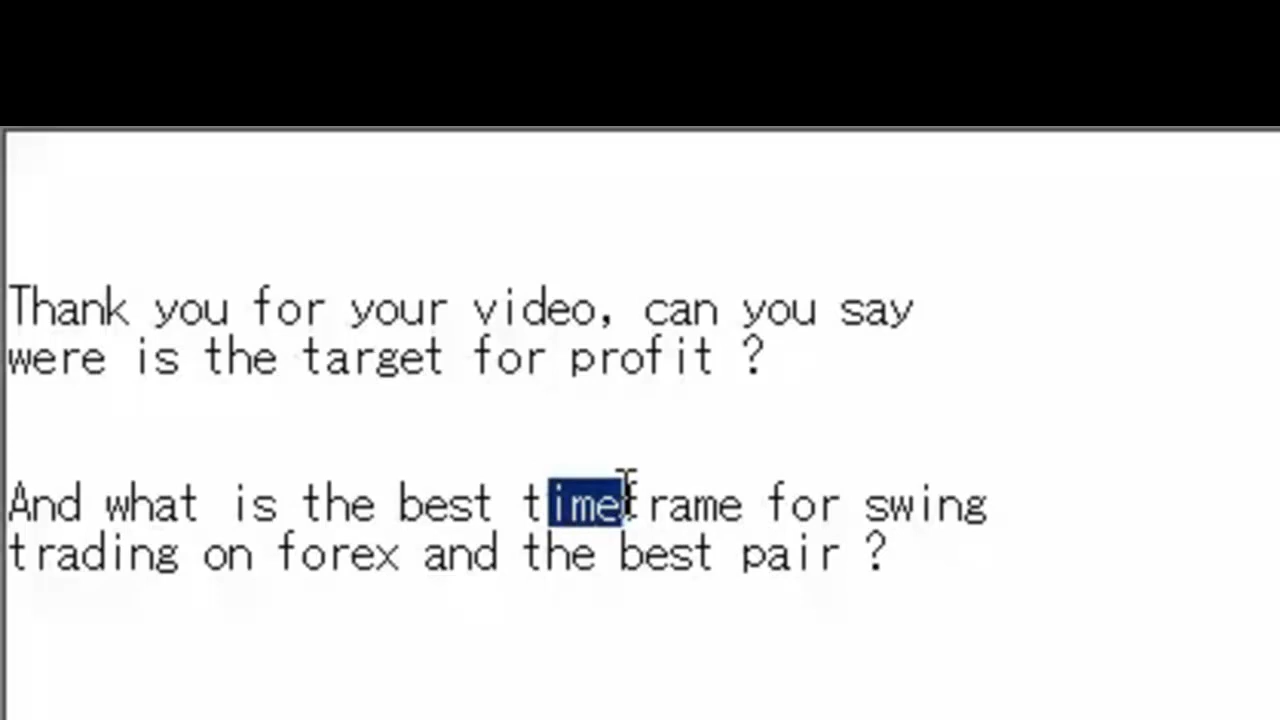 Thank you for your video, can you say
were is the target for profit ?
And what is the best timeframe for swing
trading on forex and the best pair ?